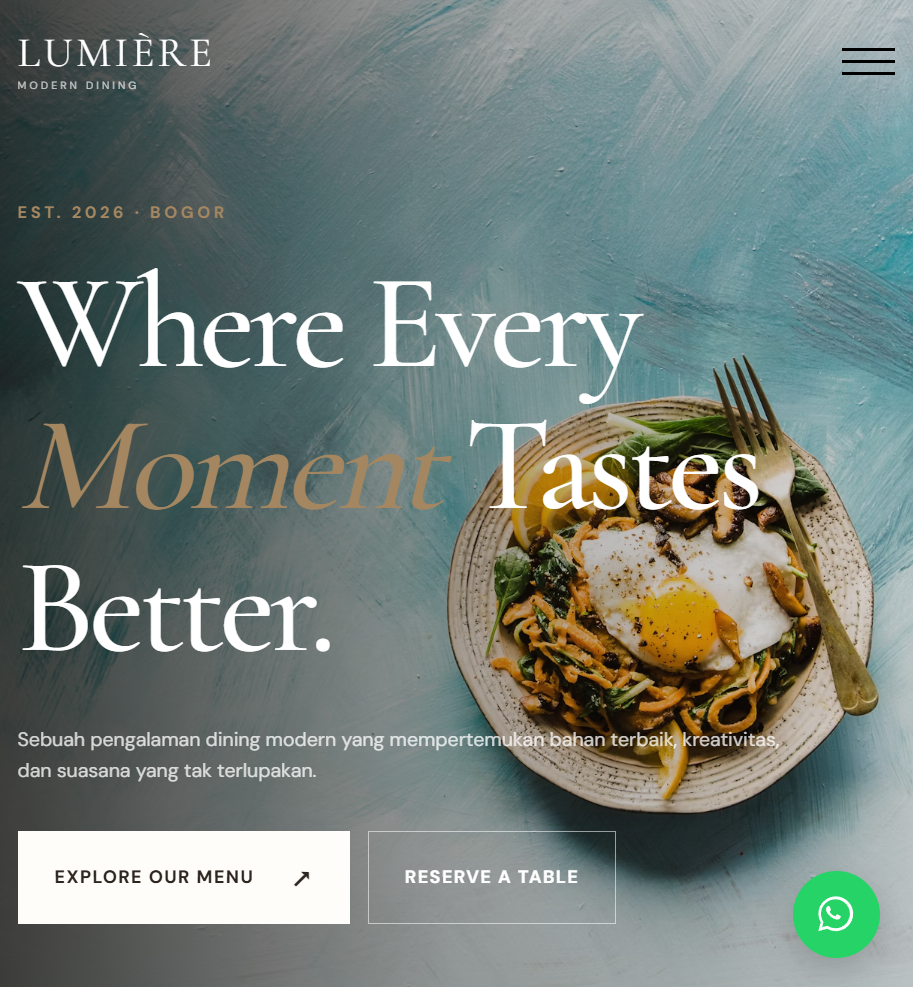 LUMIÈRE
MODERN DINING
EST. 2026 · BOGOR
Where Every
Moment Tastes
Better.
Sebuah pengalaman dining modern yang mempertemukan bahan terbaik, kreativitas,
dan suasana yang tak terlupakan.
EXPLORE OUR MENU ↗
RESERVE A TABLE